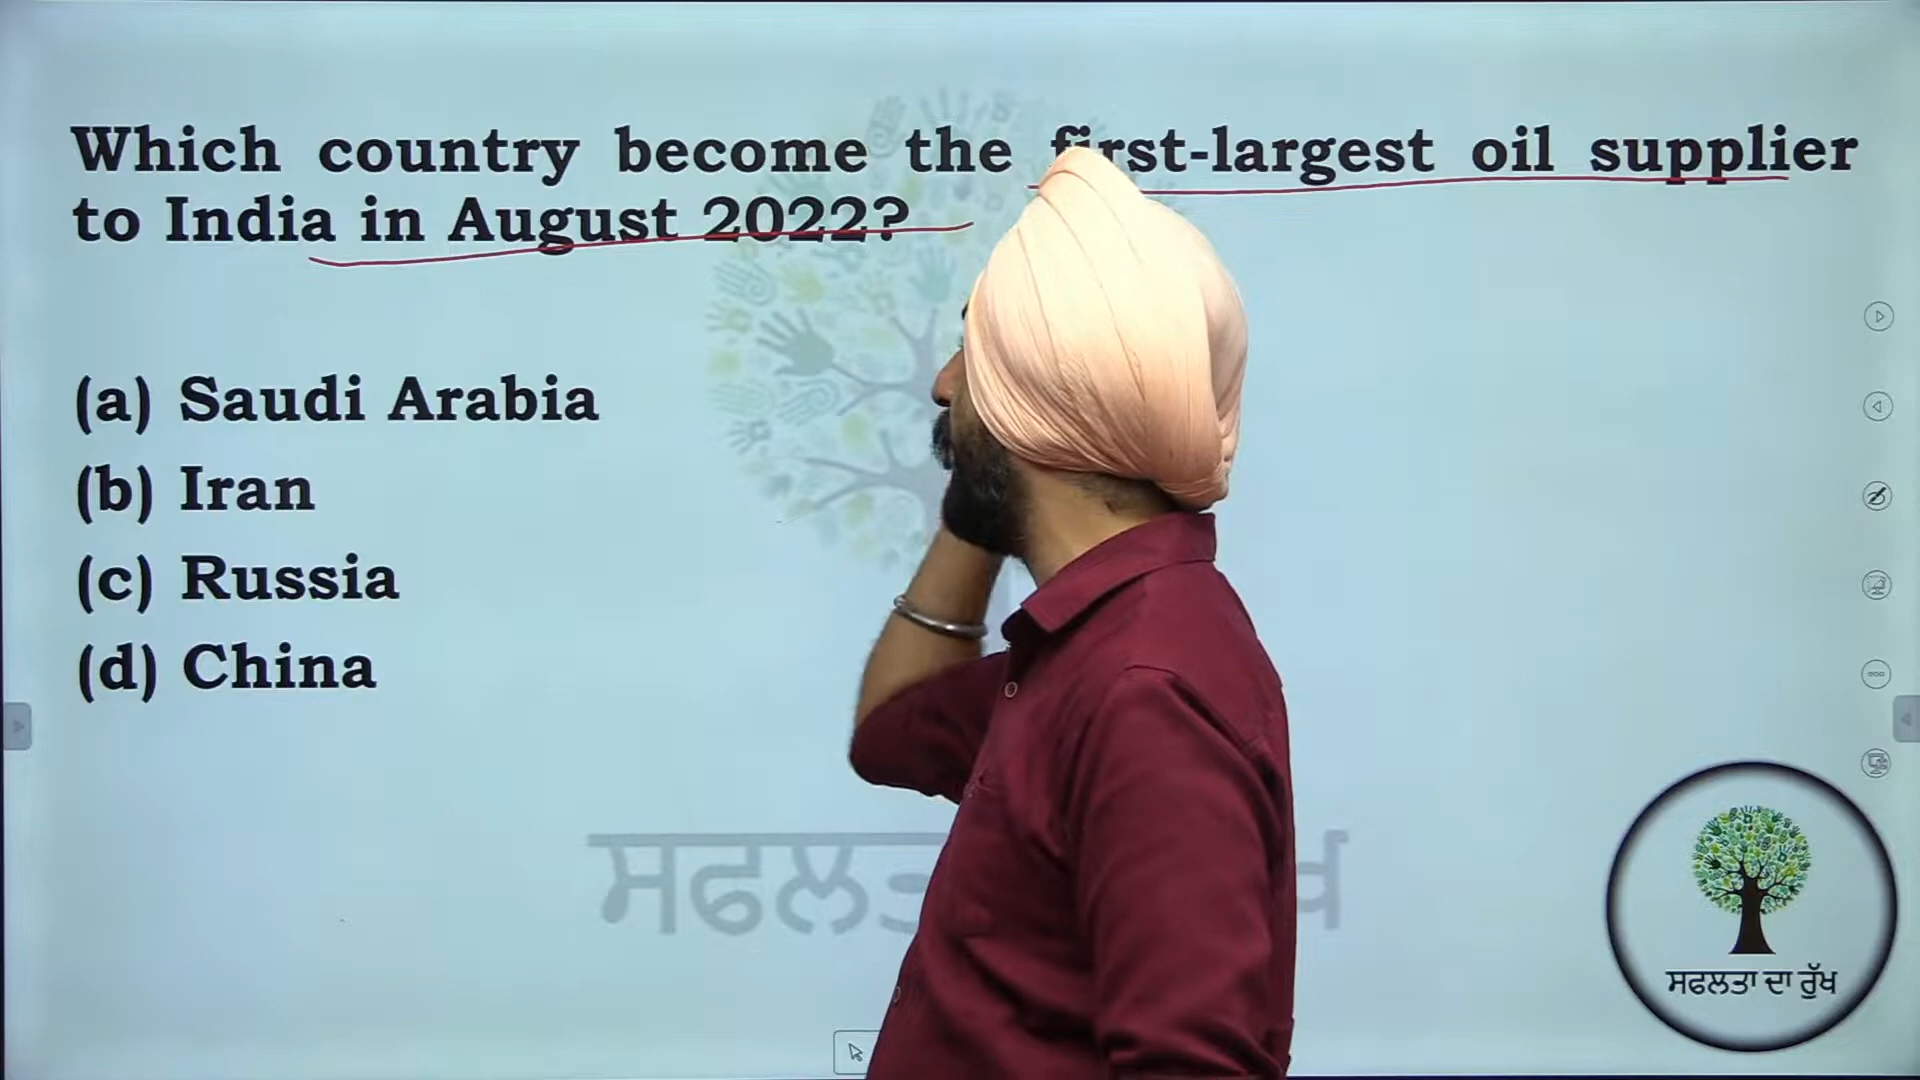 Which country become the first-largest oil supplier
to India in August 2022?
(a) Saudi Arabia
(b) Iran
(c) Russia
(d) China
ਸਫਲਤਾ ਦਾ ਰੁੱਖ